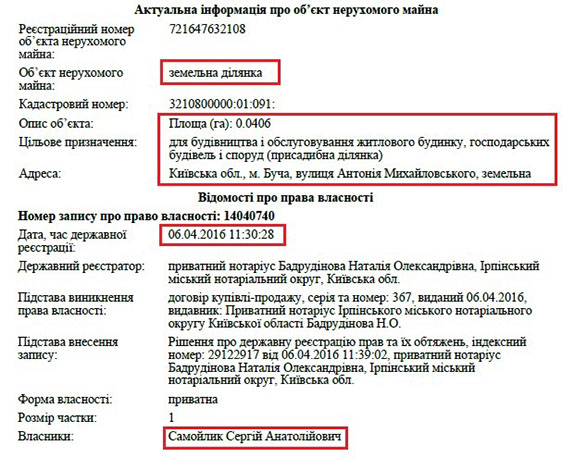 Актуальна інформація про об'єкт нерухомого майна
Реєстраційний номер 721647632108
об'єкта нерухомого
майна:
Об'єкт нерухомого земельна ділянка
майна:
Кадастровий номер: 3210800000:01:091:
Опис об'єкта: Площа (га): 0.0406
Цільове призначення: для будівництва і обслуговування житлового будинку, господарських
будівель і споруд (присадибна ділянка)
Адреса: Київська обл., м. Буча, вулиця Антонія Михайловського, земельна
Відомості про права власності
Номер запису про право власності: 14040740
Дата, час державної 06.04.2016 11:30:28
реєстрації:
Державний реєстратор: приватний нотаріус Бадрудінова Наталія Олександрівна, Ірпінський
міський нотаріальний округ, Київська обл.
Підстава виникнення договір купівлі-продажу, серія та номер: 367, виданий 06.04.2016,
права власності: видавник: Приватний нотаріус Ірпінського міського нотаріального
округу Київської області Бадрудінова Н.О.
Підстава внесення Рішення про державну реєстрацію прав та їх обтяжень, індексний
запису: номер: 29122917 від 06.04.2016 11:39:02, приватний нотаріус
Бадрудінова Наталія Олександрівна, Ірпінський міський
нотаріальний округ, Київська обл.
Форма власності: приватна
Розмір частки: 1
Власники: Самойлик Сергій Анатолійович